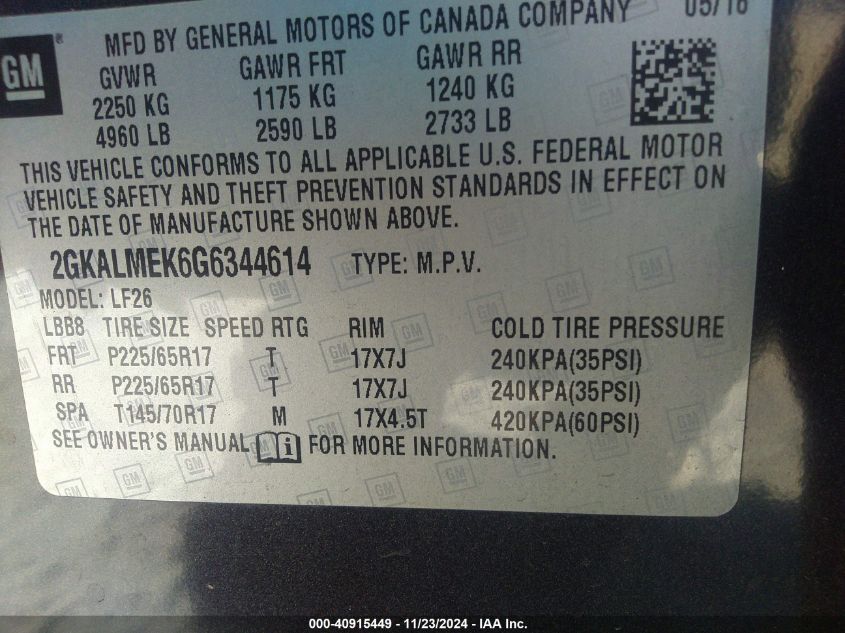 05/16
MFD BY GENERAL MOTORS OF CANADA COMPANY
GM
GVWR GAWR FRT GAWR RR
2250 KG 1175 KG 1240 KG
4960 LB 2590 LB 2733 LB
THIS VEHICLE CONFORMS TO ALL APPLICABLE U.S. FEDERAL MOTOR
VEHICLE SAFETY AND THEFT PREVENTION STANDARDS IN EFFECT ON
THE DATE OF MANUFACTURE SHOWN ABOVE.
2GKALMEK6G6344614 TYPE: M.P.V.
MODEL: LF26
LBB8 TIRE SIZE SPEED RTG RIM COLD TIRE PRESSURE
FRT P225/65R17 T 17X7J 240KPA(35PSI)
RR P225/65R17 T 17X7J 240KPA(35PSI)
SPA T145/70R17 M 17X4.5T 420KPA(60PSI)
SEE OWNER'S MANUAL i FOR MORE INFORMATION.
000-40915449 - 11/23/2024 - IAA Inc.